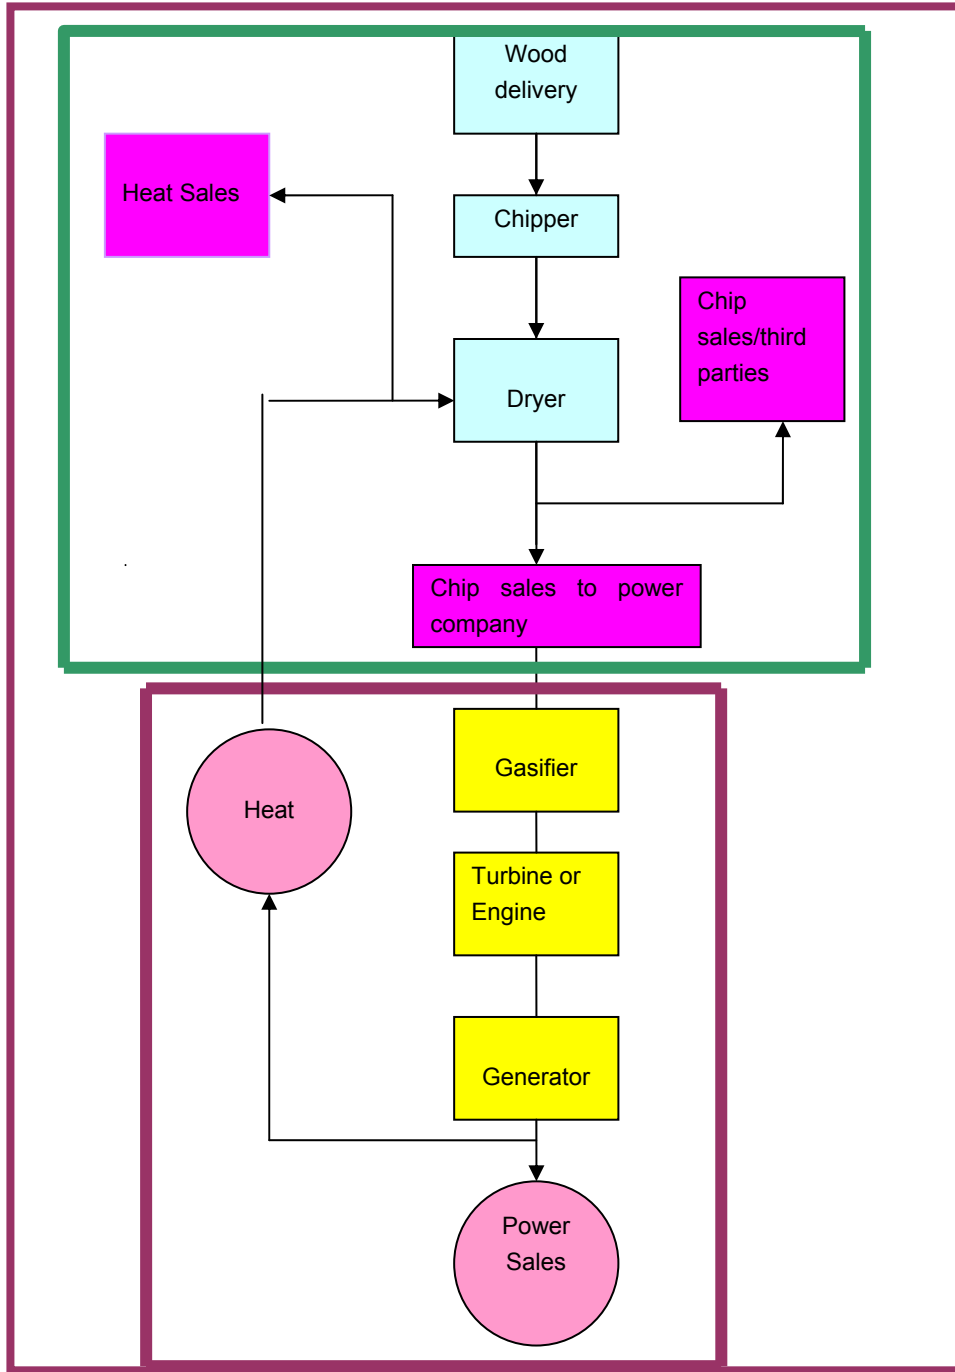 Wood
delivery
Heat Sales
Chipper
Chip
sales/third
parties
Dryer
Chip sales to power
company
Gasifier
Heat
Turbine or
Engine
Generator
Power
Sales